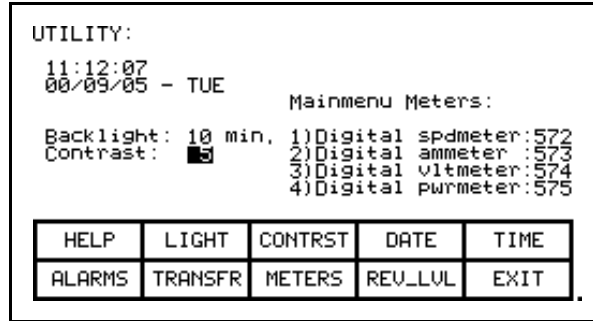 UTILITY:
11:12:07
00/09/05 - TUE
Mainmenu Meters:
Backlight: 10 min, 1)Digital spdmeter:572
Contrast: 5 2)Digital ammeter :573
3)Digital vltmeter:574
4)Digital pwrmeter:575
HELP LIGHT CONTRST DATE TIME
ALARMS TRANSFR METERS REV_LVL EXIT
.